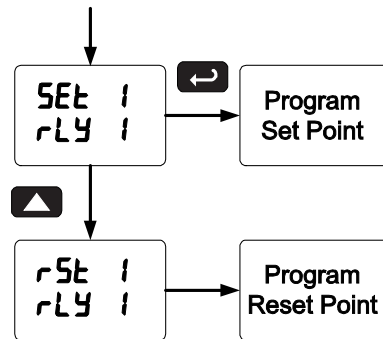 SEt 1
rLY 1
Program
Set Point
rSt 1
rLY 1
Program
Reset Point